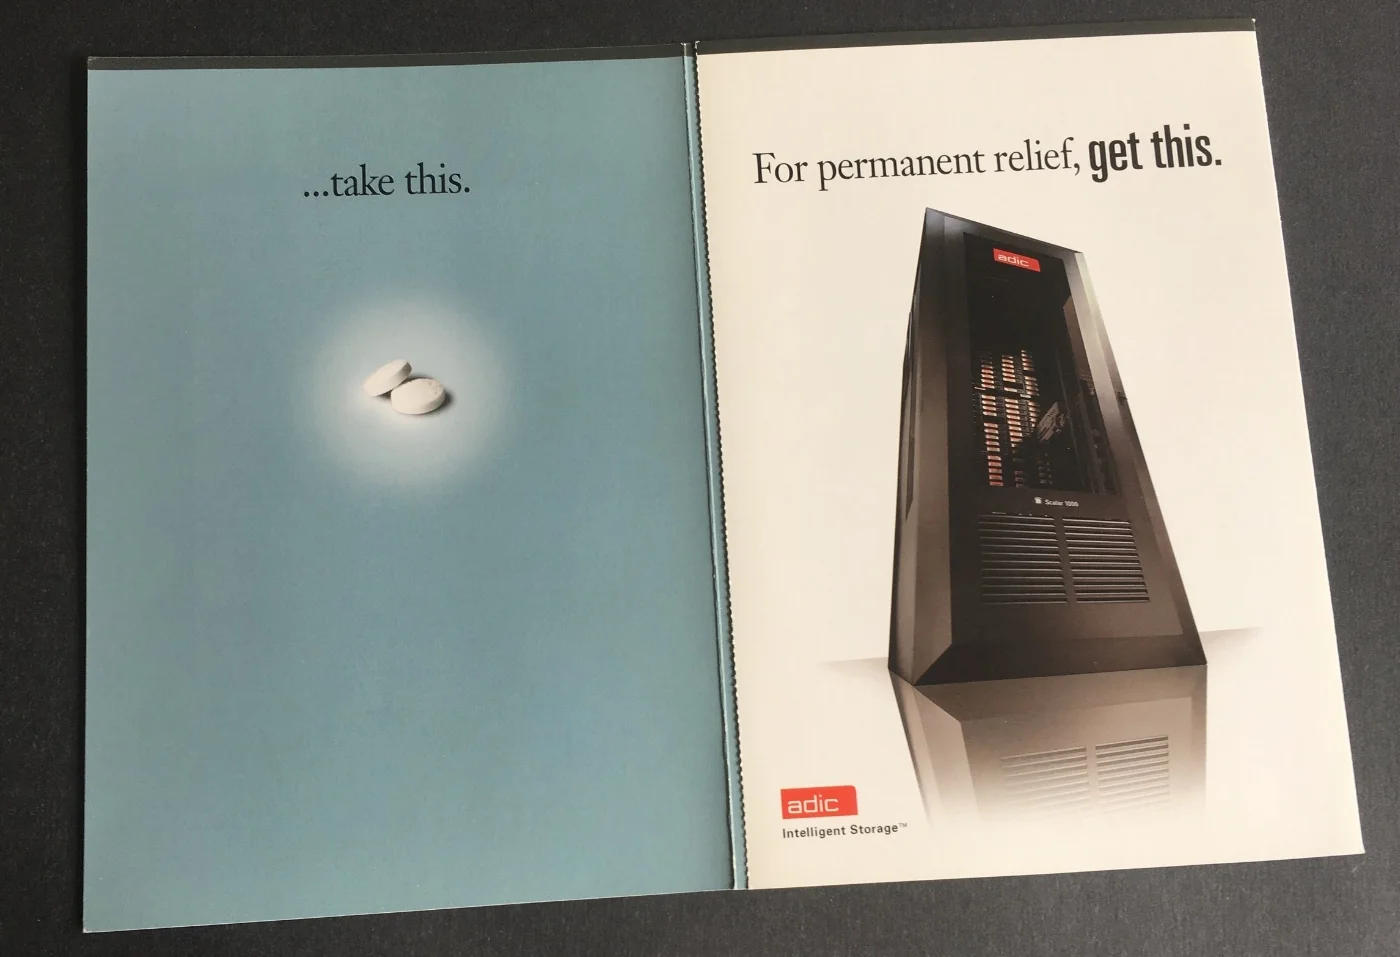 ...take this.
For permanent relief, get this.
adic
Scalar 1000
adic
Intelligent Storage™